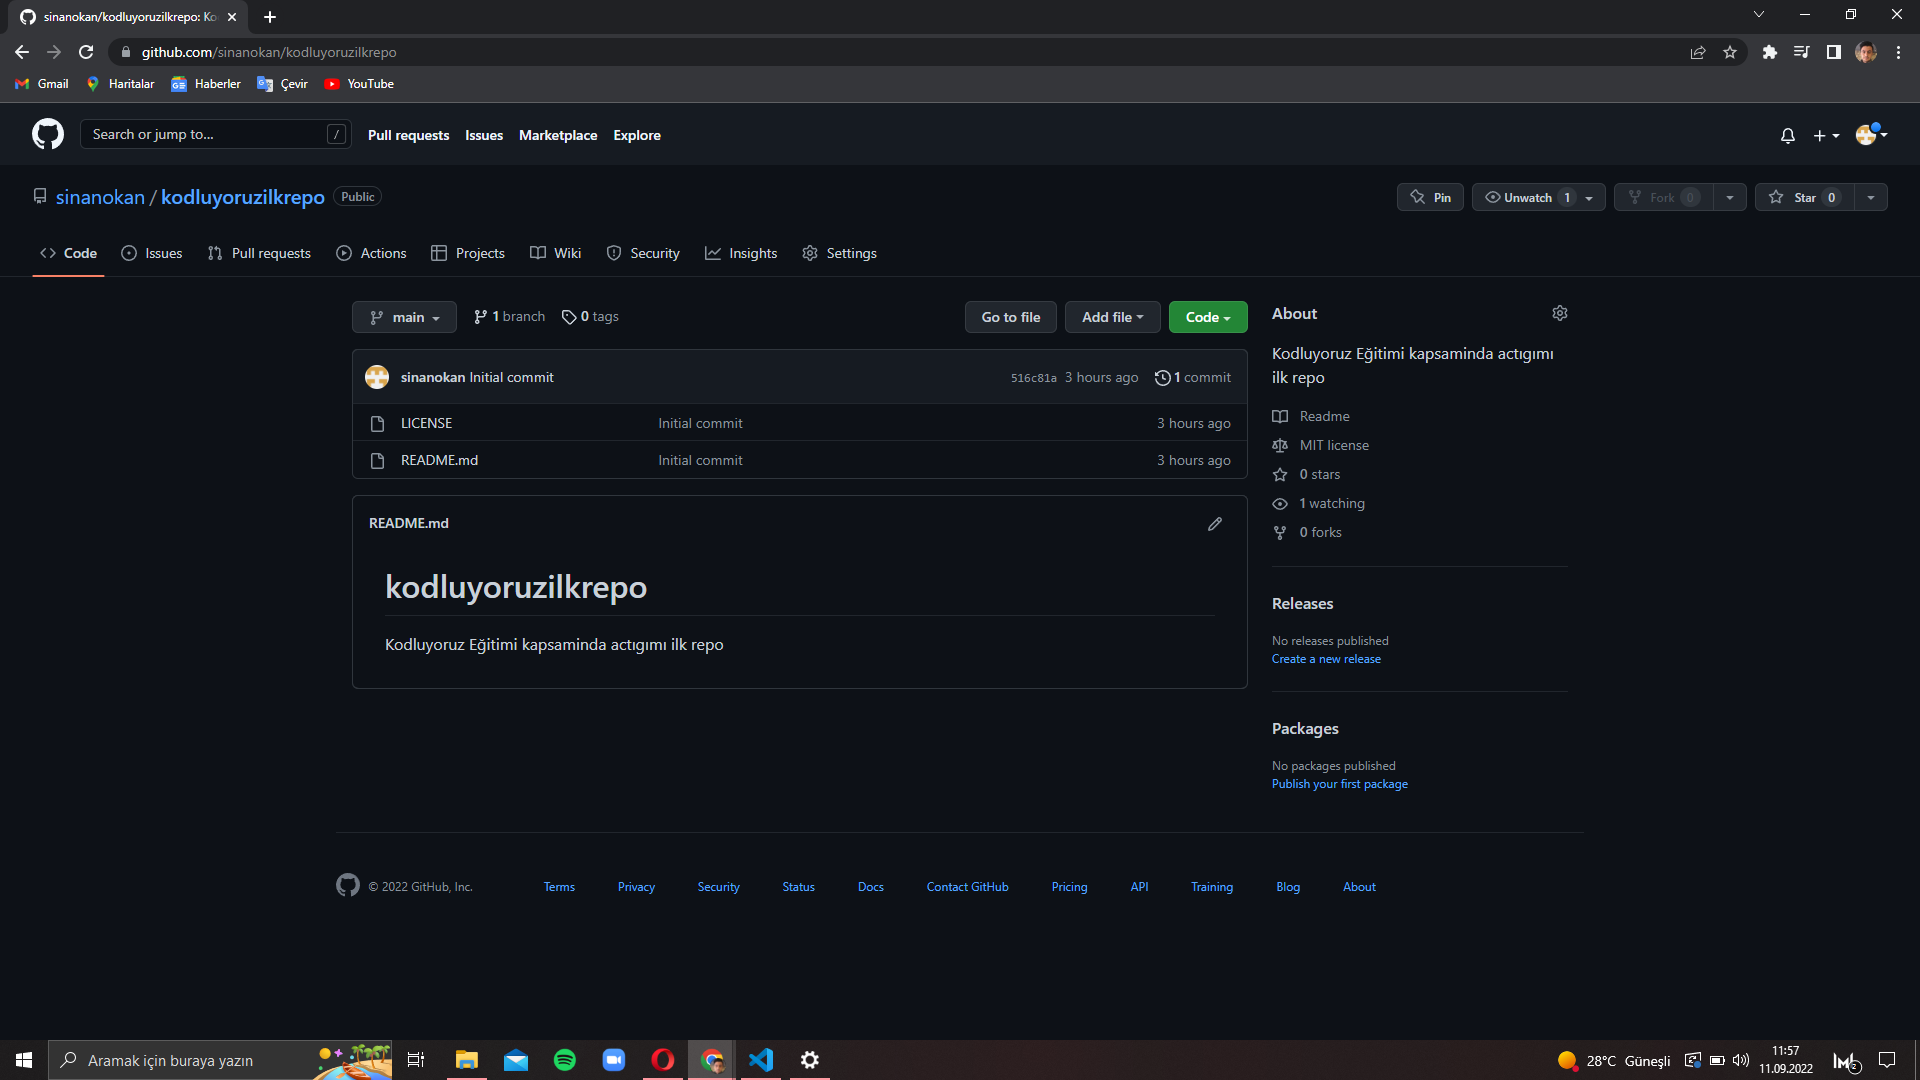 sinanokan/kodluyoruzilkrepo: Ko
github.com/sinanokan/kodluyoruzilkrepo
Gmail Haritalar Haberler Çevir YouTube
Search or jump to... / Pull requests Issues Marketplace Explore
sinanokan / kodluyoruzilkrepo Public Pin Unwatch 1 Fork 0 Star 0
Code Issues Pull requests Actions Projects Wiki Security Insights Settings
main 1 branch 0 tags Go to file Add file Code
sinanokan Initial commit 516c81a 3 hours ago 1 commit
LICENSE Initial commit 3 hours ago
README.md Initial commit 3 hours ago
README.md
kodluyoruzilkrepo
Kodluyoruz Eğitimi kapsaminda actıgımı ilk repo
About
Kodluyoruz Eğitimi kapsaminda actıgımı
ilk repo
Readme
MIT license
0 stars
1 watching
0 forks
Releases
No releases published
Create a new release
Packages
No packages published
Publish your first package
© 2022 GitHub, Inc. Terms Privacy Security Status Docs Contact GitHub Pricing API Training Blog About
Aramak için buraya yazın
28°C Güneşli
11:57
11.09.2022
2